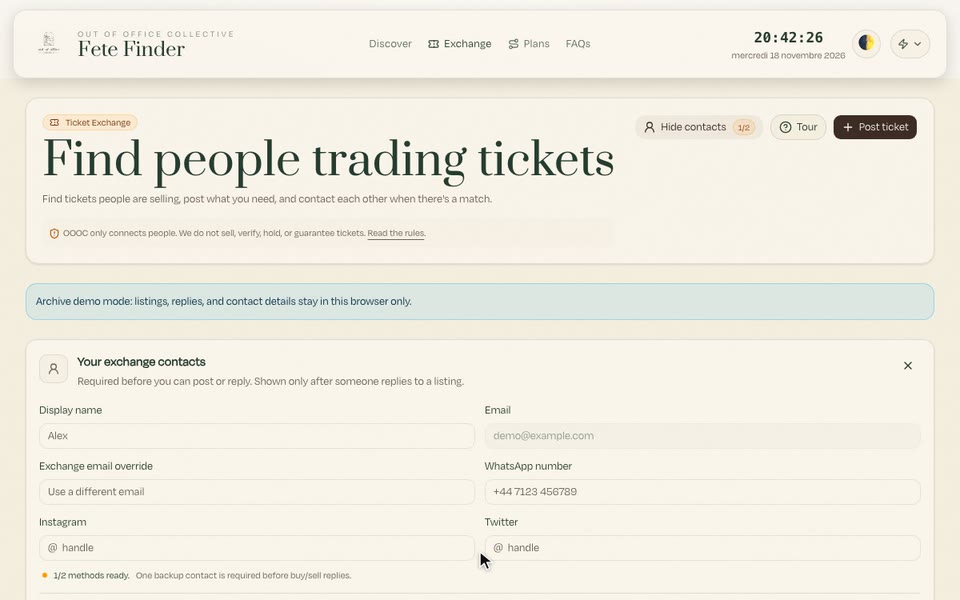 OUT OF OFFICE COLLECTIVE
Fete Finder
Discover
Exchange
Plans
FAQs
20:42:26
mercredi 18 novembre 2026
Ticket Exchange
Hide contacts 1/2
Tour
Post ticket
Find people trading tickets
Find tickets people are selling, post what you need, and contact each other when there's a match.
OOOC only connects people. We do not sell, verify, hold, or guarantee tickets. Read the rules.
Archive demo mode: listings, replies, and contact details stay in this browser only.
Your exchange contacts
Required before you can post or reply. Shown only after someone replies to a listing.
Display name
Email
Alex
demo@example.com
Exchange email override
WhatsApp number
Use a different email
+44 7123 456789
Instagram
Twitter
@ handle
@ handle
1/2 methods ready. One backup contact is required before buy/sell replies.